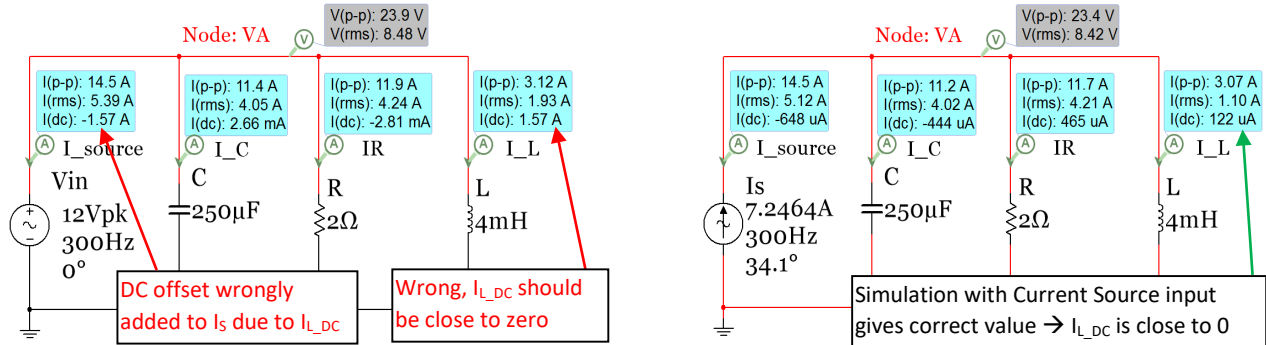 V(p-p): 23.9 V
V(rms): 8.48 V
Node: VA
V
I(p-p): 14.5 A
I(rms): 5.39 A
I(dc): -1.57 A
I(p-p): 11.4 A
I(rms): 4.05 A
I(dc): 2.66 mA
I(p-p): 11.9 A
I(rms): 4.24 A
I(dc): -2.81 mA
I(p-p): 3.12 A
I(rms): 1.93 A
I(dc): 1.57 A
A I_source
A I_C
A IR
A I_L
Vin
12Vpk
300Hz
0°
C
250µF
R
2Ω
L
4mH
DC offset wrongly
added to IS due to IL_DC
Wrong, IL_DC should
be close to zero
V(p-p): 23.4 V
V(rms): 8.42 V
Node: VA
V
I(p-p): 14.5 A
I(rms): 5.12 A
I(dc): -648 uA
I(p-p): 11.2 A
I(rms): 4.02 A
I(dc): -444 uA
I(p-p): 11.7 A
I(rms): 4.21 A
I(dc): 465 uA
I(p-p): 3.07 A
I(rms): 1.10 A
I(dc): 122 uA
A I_source
A I_C
A IR
A I_L
Is
7.2464A
300Hz
34.1°
C
250µF
R
2Ω
L
4mH
Simulation with Current Source input
gives correct value → IL_DC is close to 0